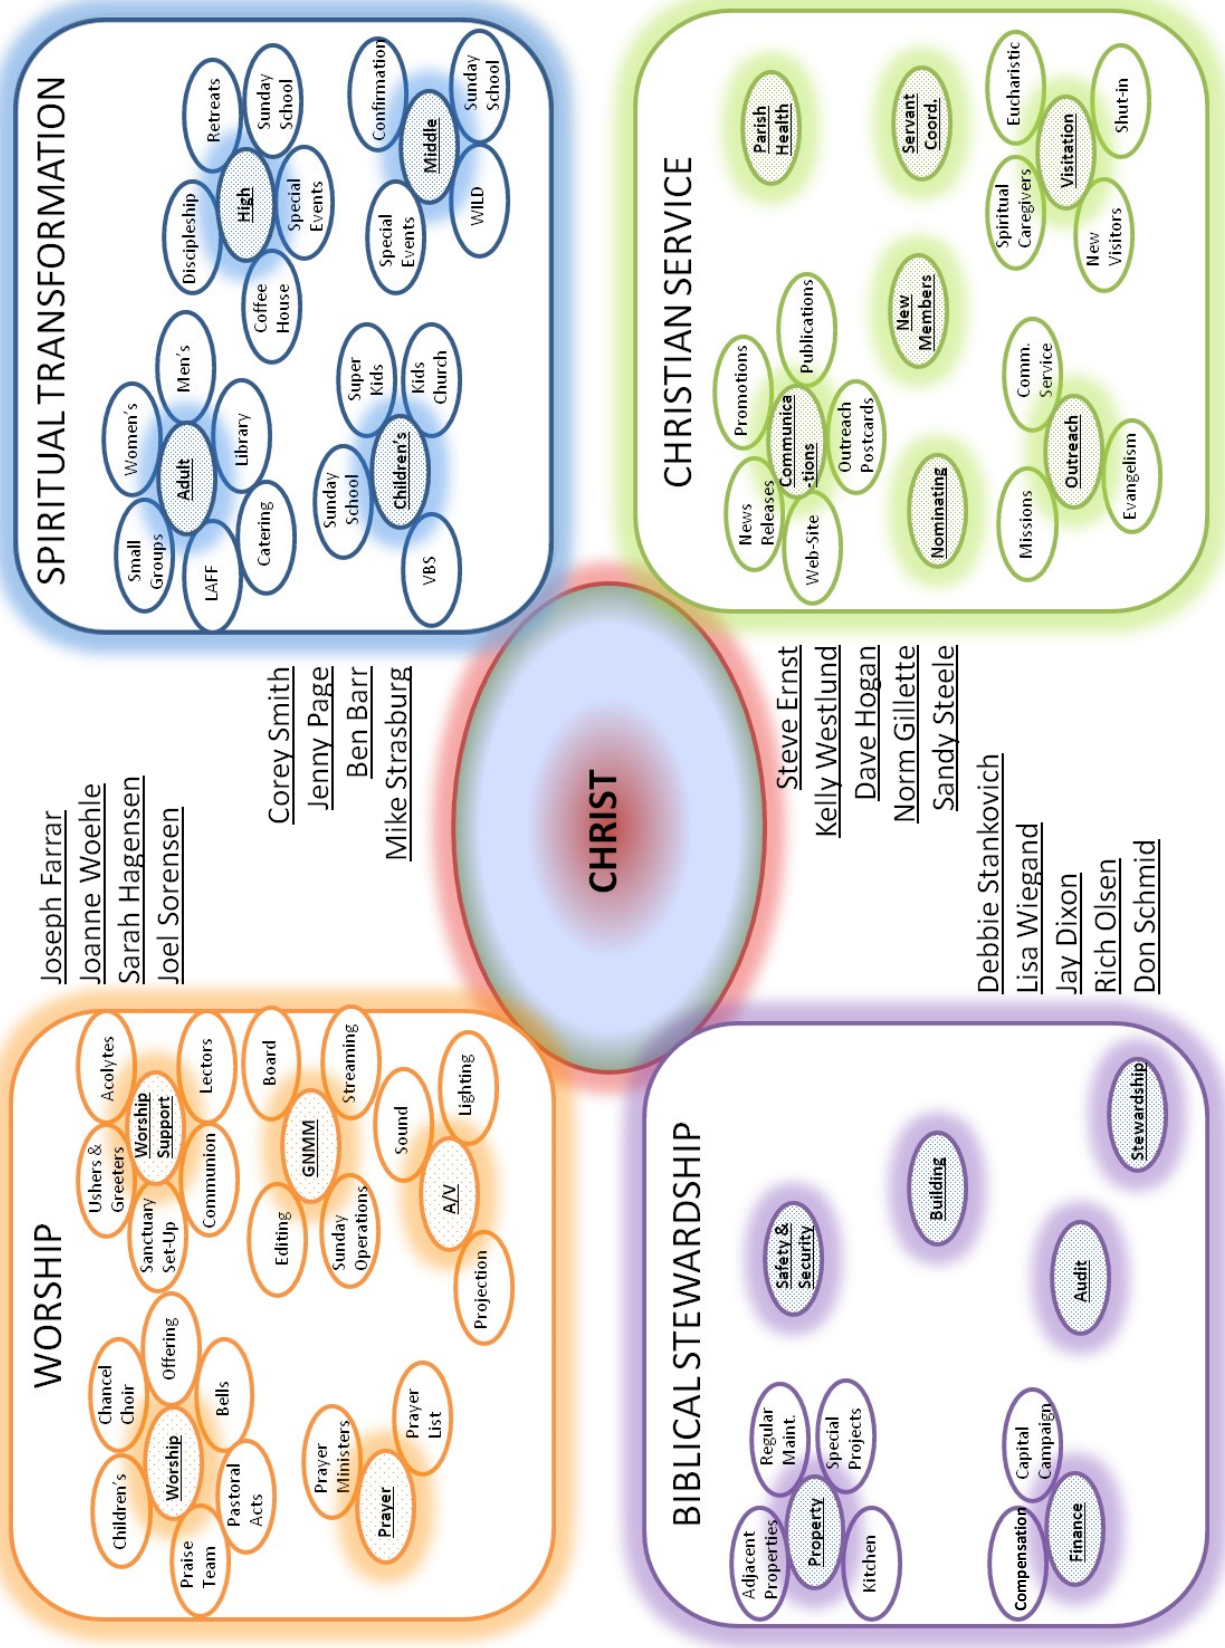 WORSHIP
Children's
Chancel
Choir
Offering
Worship
Bells
Praise
Team
Pastoral
Acts
Ushers &
Greeters
Acolytes
Worship
Support
Sanctuary
Set-Up
Communion
Lectors
Board
GNMM
Editing
Streaming
Sunday
Operations
Prayer
Ministers
Prayer
Prayer
List
Sound
Lighting
A/V
Projection
Joseph Farrar
Joanne Woehle
Sarah Hagensen
Joel Sorensen
Corey Smith
Jenny Page
Ben Barr
Mike Strasburg
SPIRITUAL TRANSFORMATION
Women's
Men's
Small
Groups
Adult
LAFF
Library
Catering
Discipleship
Retreats
Sunday
School
High
Special
Events
Coffee
House
Sunday
School
Super
Kids
Children's
Kids
Church
VBS
Confirmation
Special
Events
Middle
Sunday
School
WILD
CHRIST
BIBLICAL STEWARDSHIP
Adjacent
Properties
Regular
Maint.
Property
Special
Projects
Kitchen
Safety &
Security
Building
Compensation
Capital
Campaign
Finance
Audit
Stewardship
Steve Ernst
Kelly Westlund
Dave Hogan
Norm Gillette
Sandy Steele
Debbie Stankovich
Lisa Wiegand
Jay Dixon
Rich Olsen
Don Schmid
CHRISTIAN SERVICE
News
Releases
Promotions
Communica
-tions
Publications
Web-Site
Outreach
Postcards
Parish
Health
Nominating
New
Members
Servant
Coord.
Missions
Comm.
Service
Outreach
Evangelism
Spiritual
Caregivers
Eucharistic
Visitation
New
Visitors
Shut-in